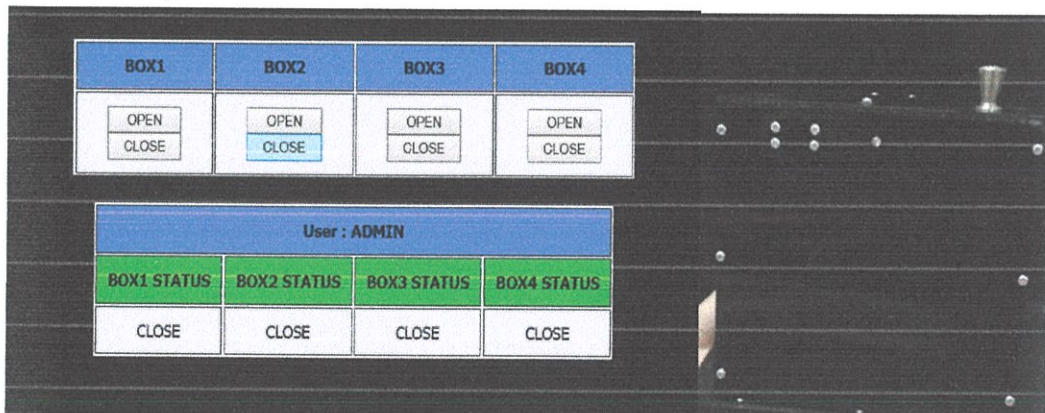 BOX1 BOX2 BOX3 BOX4
OPEN OPEN OPEN OPEN
CLOSE CLOSE CLOSE CLOSE
User : ADMIN
BOX1 STATUS BOX2 STATUS BOX3 STATUS BOX4 STATUS
CLOSE CLOSE CLOSE CLOSE